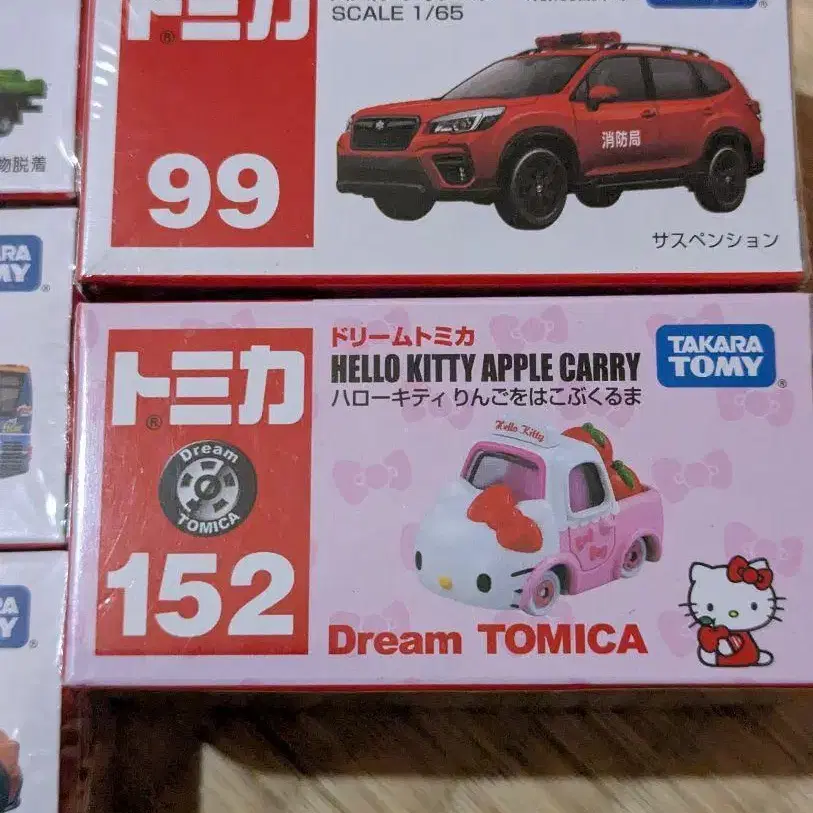 トミカ
SCALE 1/65
99
消防局
サスペンション
物脱着
ARA
MY
トミカ
Dream
TOMICA
152
ドリームトミカ
HELLO KITTY APPLE CARRY
ハローキティ りんごをはこぶくるま
TAKARA
TOMY
Hello Kitty
Dream TOMICA
RA
Y